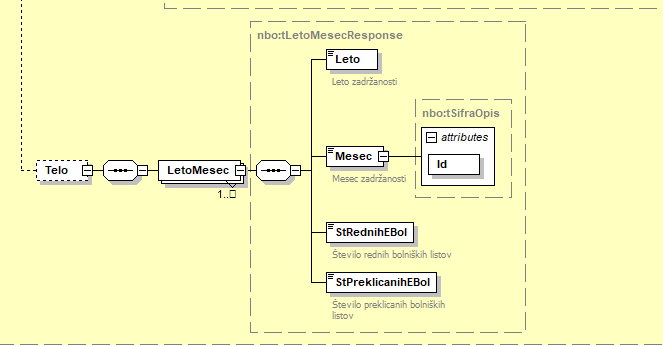 nbo:tLetoMesecResponse
Leto
Leto zadržanosti
nbo:tSifraOpis
attributes
Mesec
Id
Telo
LetoMesec
Mesec zadržanosti
1..
StRednihEBol
Število rednih bolniških listov
StPreklicanihEBol
Število preklicanih bolniških
listov